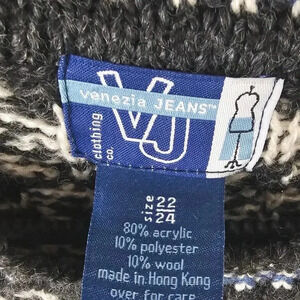 venezia JEANS™
VJ
clothing co.
size 22/24
80% acrylic
10% polyester
10% wool
made in Hong Kong
over for care